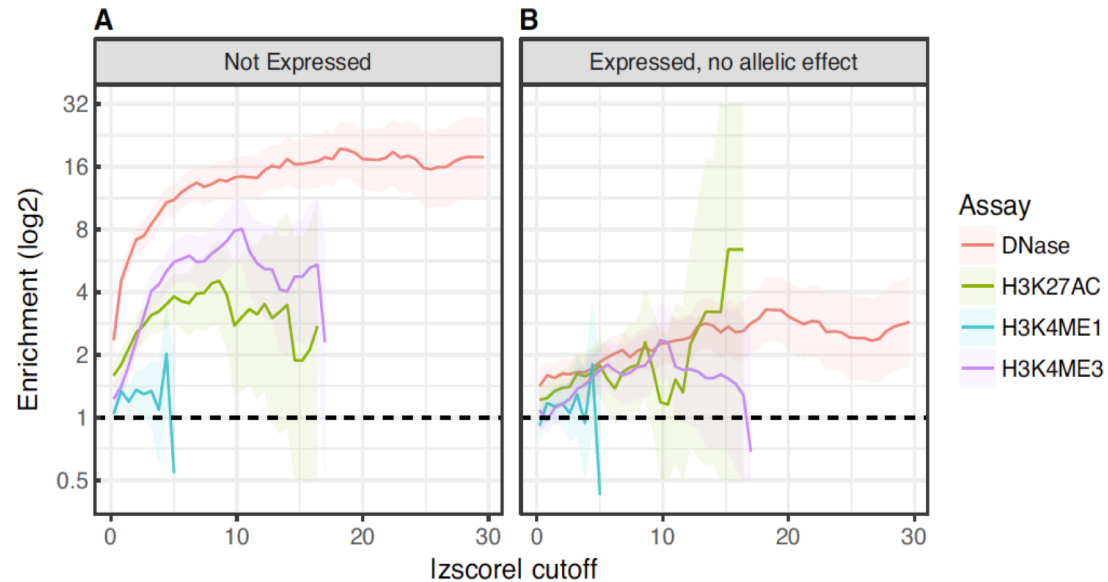 A
B
Not Expressed
Expressed, no allelic effect
32
16
8
4
2
1
0.5
Enrichment (log2)
0
10
20
30
0
10
20
30
Izscorel cutoff
Assay
DNase
H3K27AC
H3K4ME1
H3K4ME3